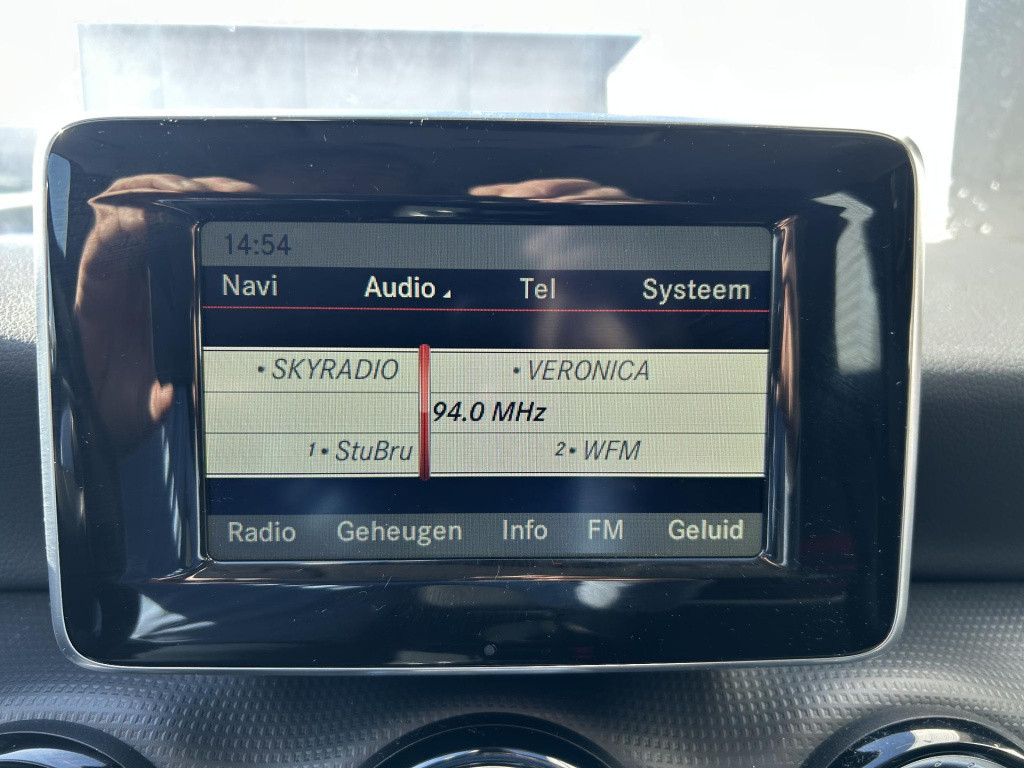 14:54
Navi Audio Tel Systeem
• SKYRADIO • VERONICA
94.0 MHz
1• StuBru 2• WFM
Radio Geheugen Info FM Geluid